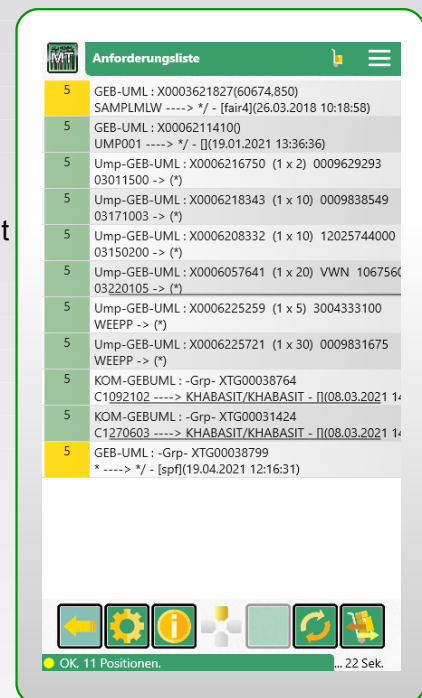 MT Anforderungsliste
5 GEB-UML : X0003621827(60674,850)
SAMPLMLW ----> */ - [fair4](26.03.2018 10:18:58)
5 GEB-UML : X0006211410()
UMP001 ----> */ - [](19.01.2021 13:36:36)
5 Ump-GEB-UML : X0006216750 (1 x 2) 0009629293
03011500 -> (*)
5 Ump-GEB-UML : X0006218343 (1 x 10) 0009838549
03171003 -> (*)
t
5 Ump-GEB-UML : X0006208332 (1 x 10) 12025744000
03150200 -> (*)
5 Ump-GEB-UML : X0006057641 (1 x 20) VWN 1067560
03220105 -> (*)
5 Ump-GEB-UML : X0006225259 (1 x 5) 3004333100
WEEPP -> (*)
5 Ump-GEB-UML : X0006225721 (1 x 30) 0009831675
WEEPP -> (*)
5 KOM-GEBUML : -Grp- XTG00038764
C1092102 ----> KHABASIT/KHABASIT - [](08.03.2021 14
5 KOM-GEBUML : -Grp- XTG00031424
C1270603 ----> KHABASIT/KHABASIT - [](08.03.2021 14
5 GEB-UML : -Grp- XTG00038799
* ----> */ - [spf](19.04.2021 12:16:31)
OK, 11 Positionen. ... 22 Sek.